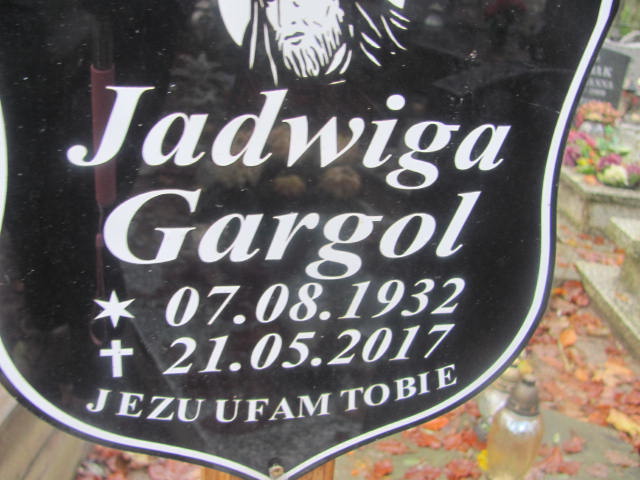 Jadwiga
Gargol
* 07.08.1932
✝ 21.05.2017
JEZU UFAM TOBIE